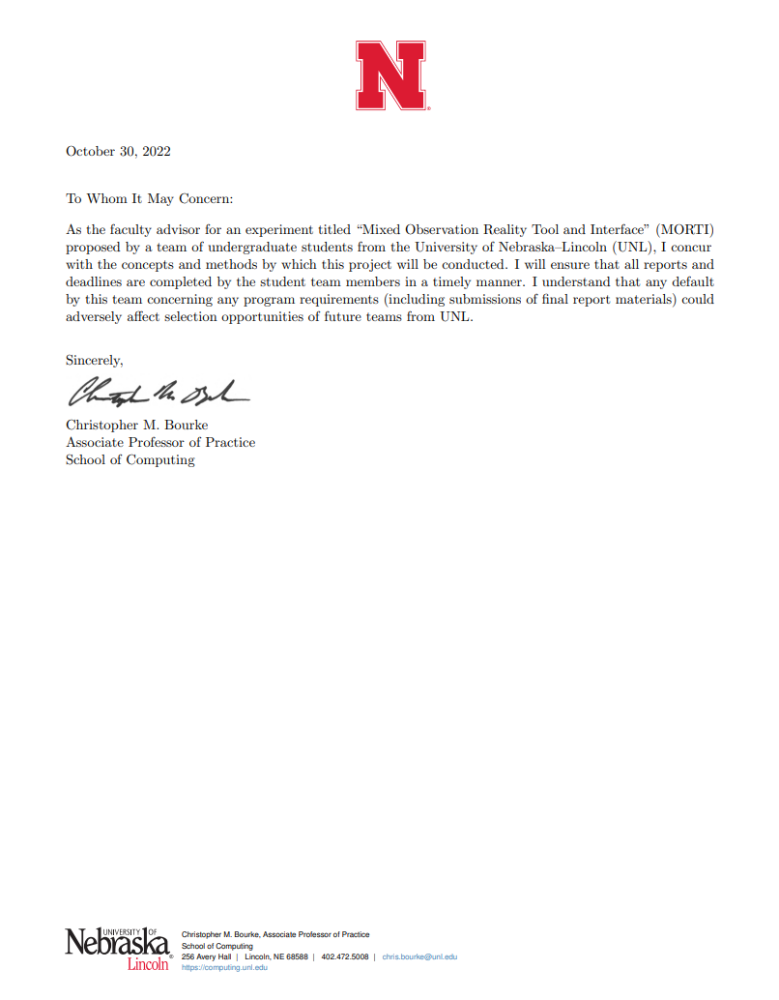 N
October 30, 2022
To Whom It May Concern:
As the faculty advisor for an experiment titled “Mixed Observation Reality Tool and Interface” (MORTI)
proposed by a team of undergraduate students from the University of Nebraska–Lincoln (UNL), I concur
with the concepts and methods by which this project will be conducted. I will ensure that all reports and
deadlines are completed by the student team members in a timely manner. I understand that any default
by this team concerning any program requirements (including submissions of final report materials) could
adversely affect selection opportunities of future teams from UNL.
Sincerely,
Christopher M. Bourke
Associate Professor of Practice
School of Computing
UNIVERSITY OF
Nebraska
Lincoln®
Christopher M. Bourke, Associate Professor of Practice
School of Computing
256 Avery Hall | Lincoln, NE 68588 | 402.472.5008 | chris.bourke@unl.edu
https://computing.unl.edu